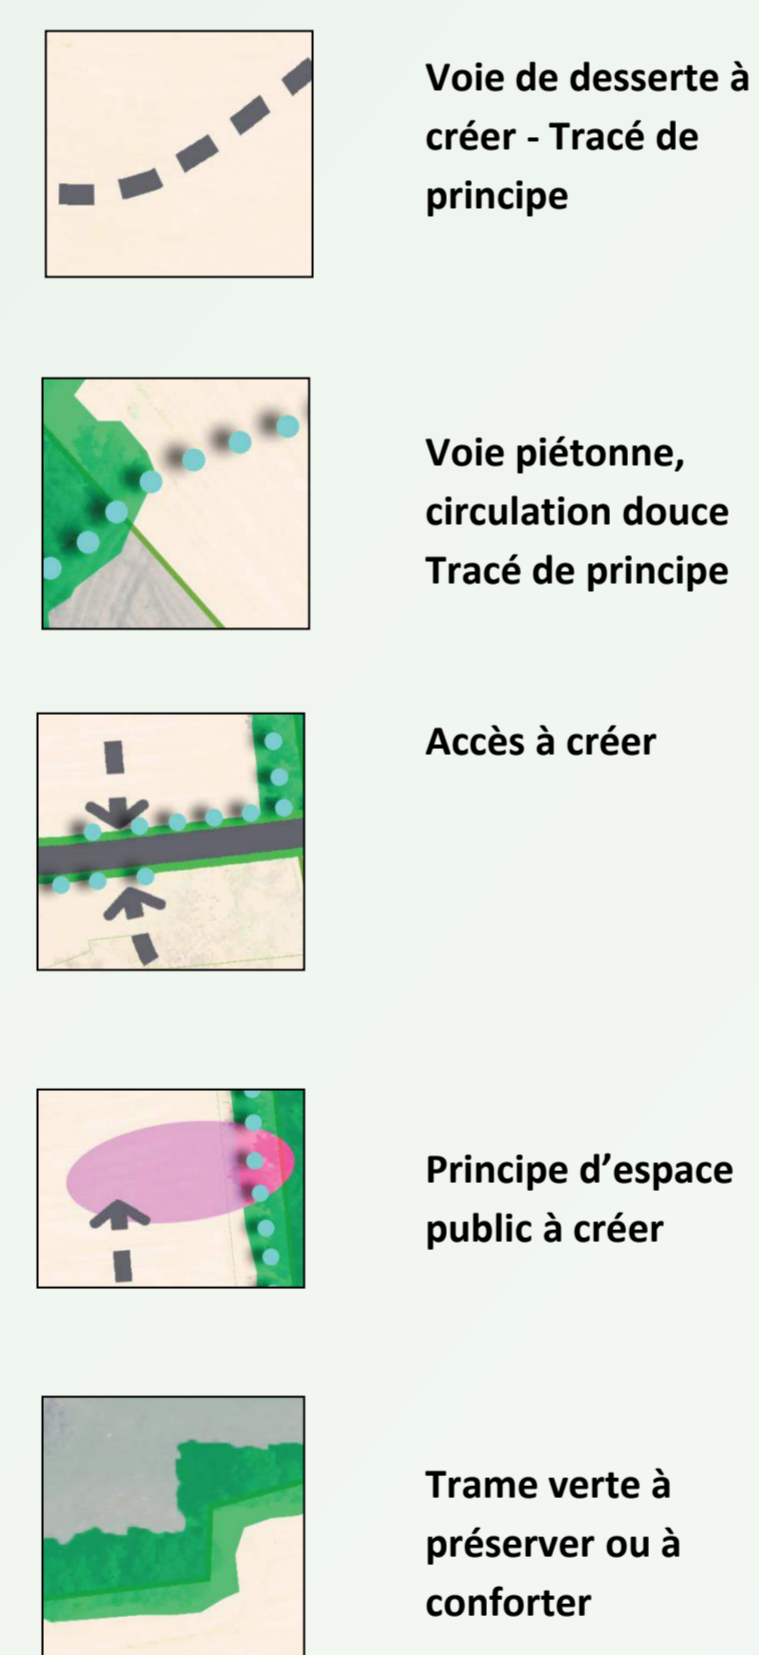 Voie de desserte à
créer - Tracé de
principe
Voie piétonne,
circulation douce
Tracé de principe
Accès à créer
Principe d’espace
public à créer
Trame verte à
préserver ou à
conforter